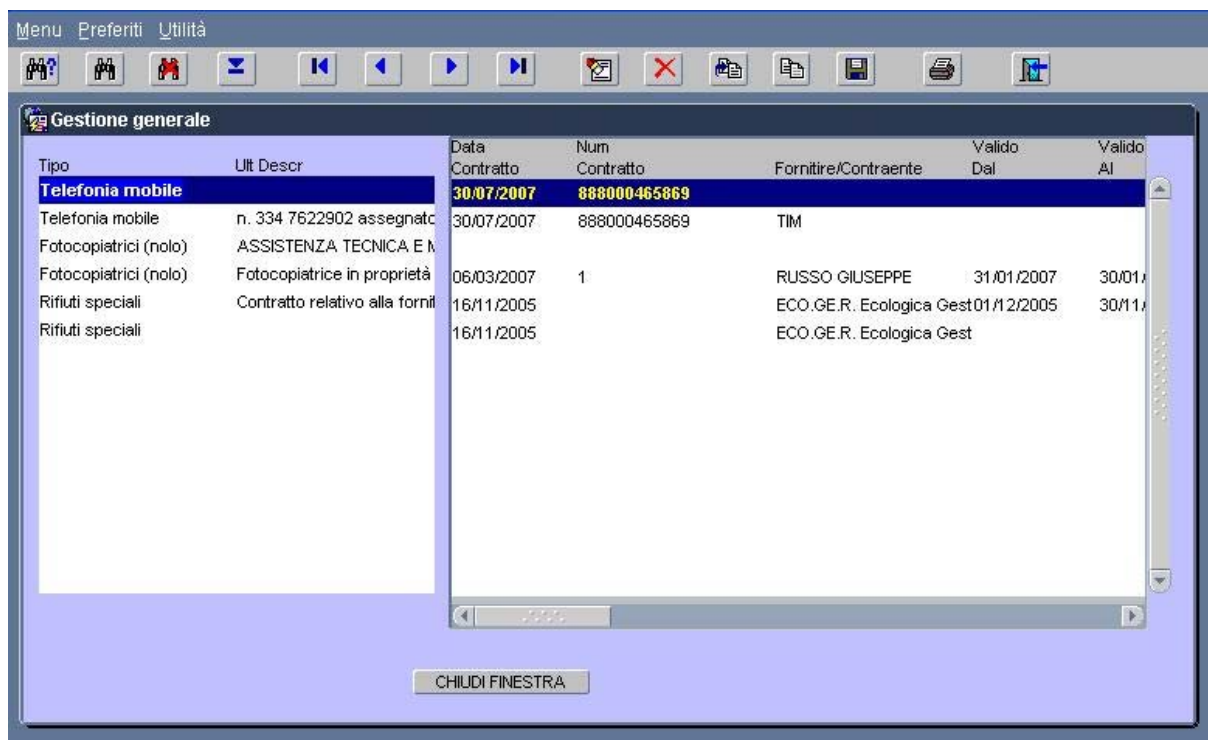 Menu Preferiti Utilità
Gestione generale
Data Num Valido Valido
Tipo Ult Descr Contratto Contratto Fornitire/Contraente Dal Al
Telefonia mobile 30/07/2007 888000465869
Telefonia mobile n. 334 7622902 assegnato 30/07/2007 888000465869 TIM
Fotocopiatrici (nolo) ASSISTENZA TECNICA E M
Fotocopiatrici (nolo) Fotocopiatrice in proprietà 06/03/2007 1 RUSSO GIUSEPPE 31/01/2007 30/01/
Rifiuti speciali Contratto relativo alla fornit 16/11/2005 ECO.GE.R. Ecologica Gest 01/12/2005 30/11/
Rifiuti speciali 16/11/2005 ECO.GE.R. Ecologica Gest
CHIUDI FINESTRA